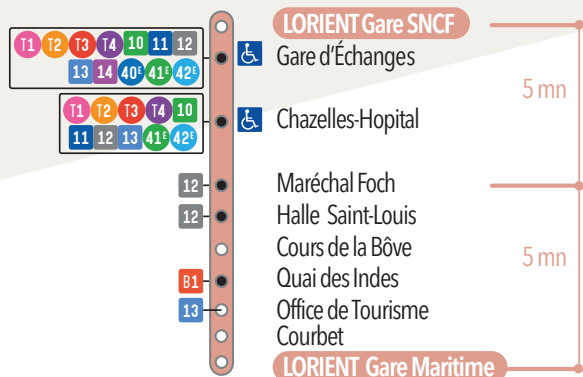 LORIENT Gare SNCF
T1 T2 T3 T4 10 11 12
13 14 40E 41E 42E
Gare d'Échanges
5 mn
T1 T2 T3 T4 10
11 12 13 41E 42E
Chazelles-Hopital
12 Maréchal Foch
12 Halle Saint-Louis
Cours de la Bôve
5 mn
B1 Quai des Indes
13 Office de Tourisme
Courbet
LORIENT Gare Maritime